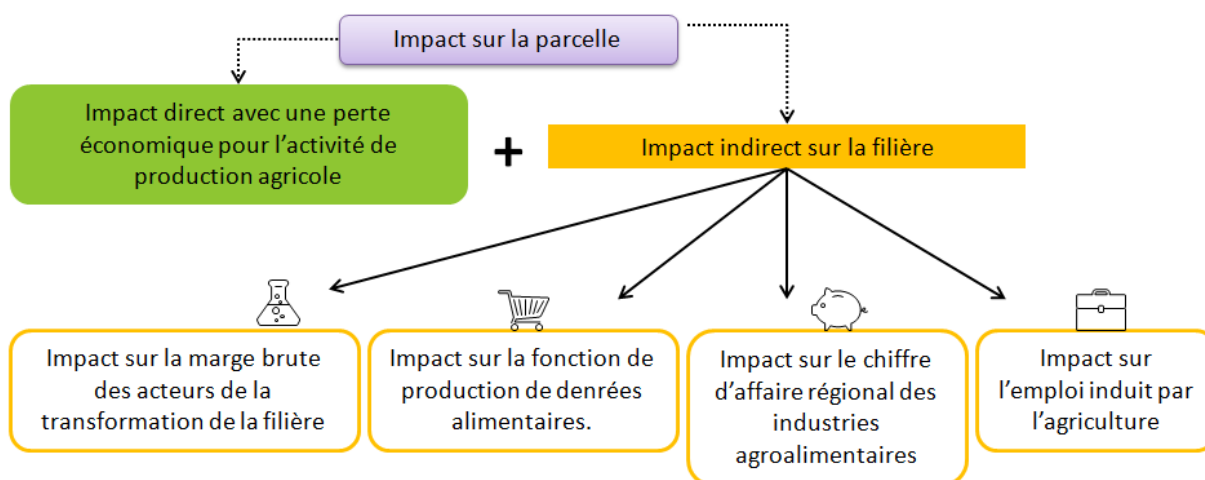 Impact sur la parcelle
Impact direct avec une perte
économique pour l'activité de
production agricole
+
Impact indirect sur la filière
Impact sur la marge brute
des acteurs de la
transformation de la filière
Impact sur la fonction de
production de denrées
alimentaires.
Impact sur le chiffre
d'affaire régional des
industries
agroalimentaires
Impact sur
l'emploi induit par
l'agriculture